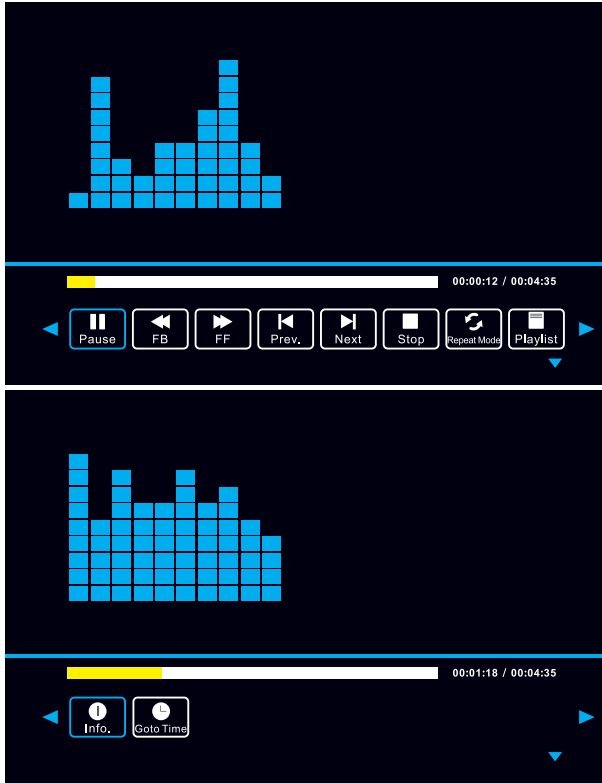 00:00:12 / 00:04:35
Pause FB FF Prev. Next Stop Repeat Mode Playlist
00:01:18 / 00:04:35
Info. Goto Time